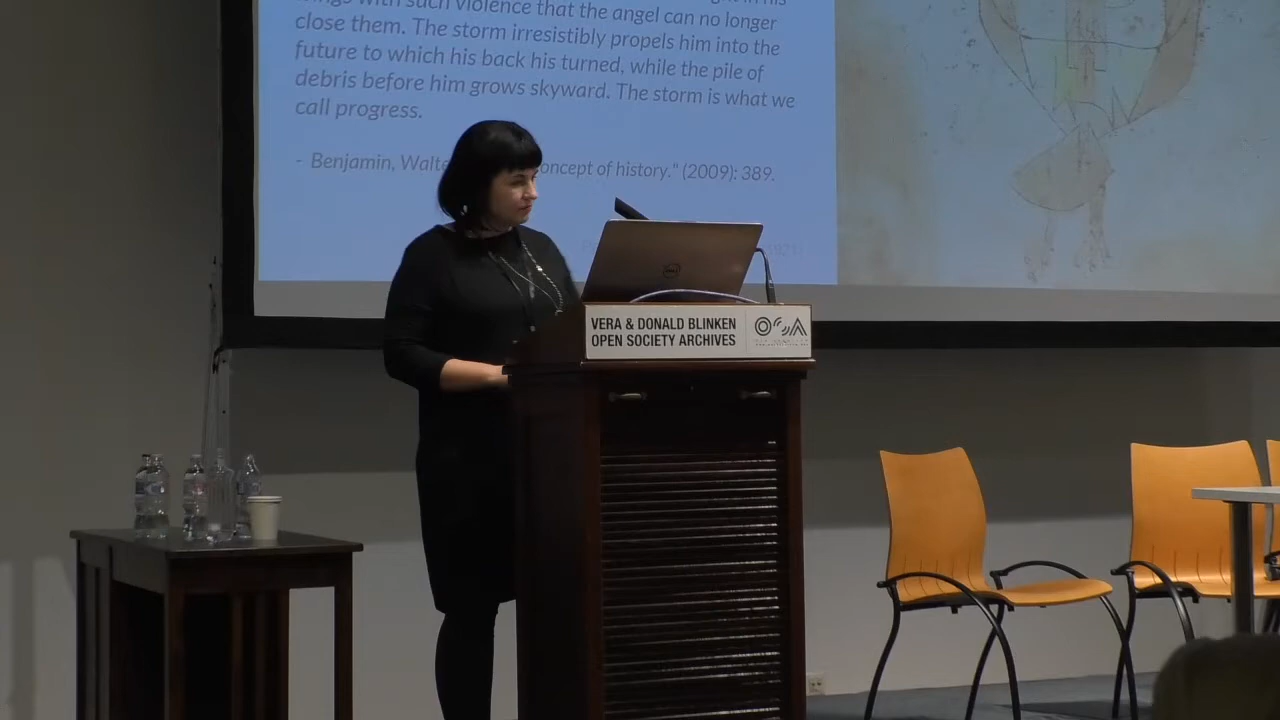 wings with such violence that the angel can no longer
close them. The storm irresistibly propels him into the
future to which his back his turned, while the pile of
debris before him grows skyward. The storm is what we
call progress.
- Benjamin, Walte oncept of history." (2009): 389.
DELL
VERA & DONALD BLINKEN
OPEN SOCIETY ARCHIVES
OSA